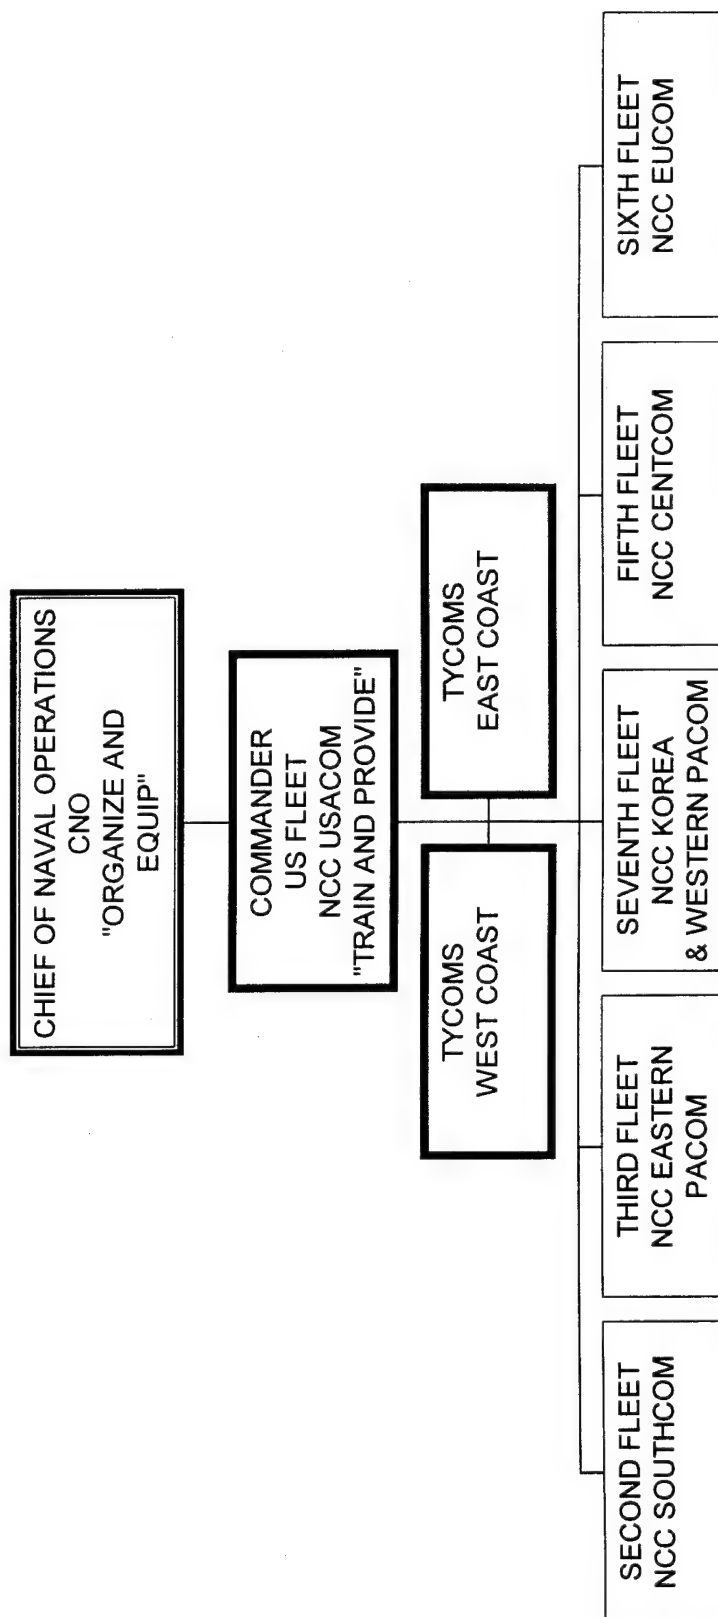 CHIEF OF NAVAL OPERATIONS
CNO
"ORGANIZE AND
EQUIP"
COMMANDER
US FLEET
NCC USACOM
"TRAIN AND PROVIDE"
TYCOMS
WEST COAST
TYCOMS
EAST COAST
SECOND FLEET
NCC SOUTHCOM
THIRD FLEET
NCC EASTERN
PACOM
SEVENTH FLEET
NCC KOREA
& WESTERN PACOM
FIFTH FLEET
NCC CENTCOM
SIXTH FLEET
NCC EUCOM